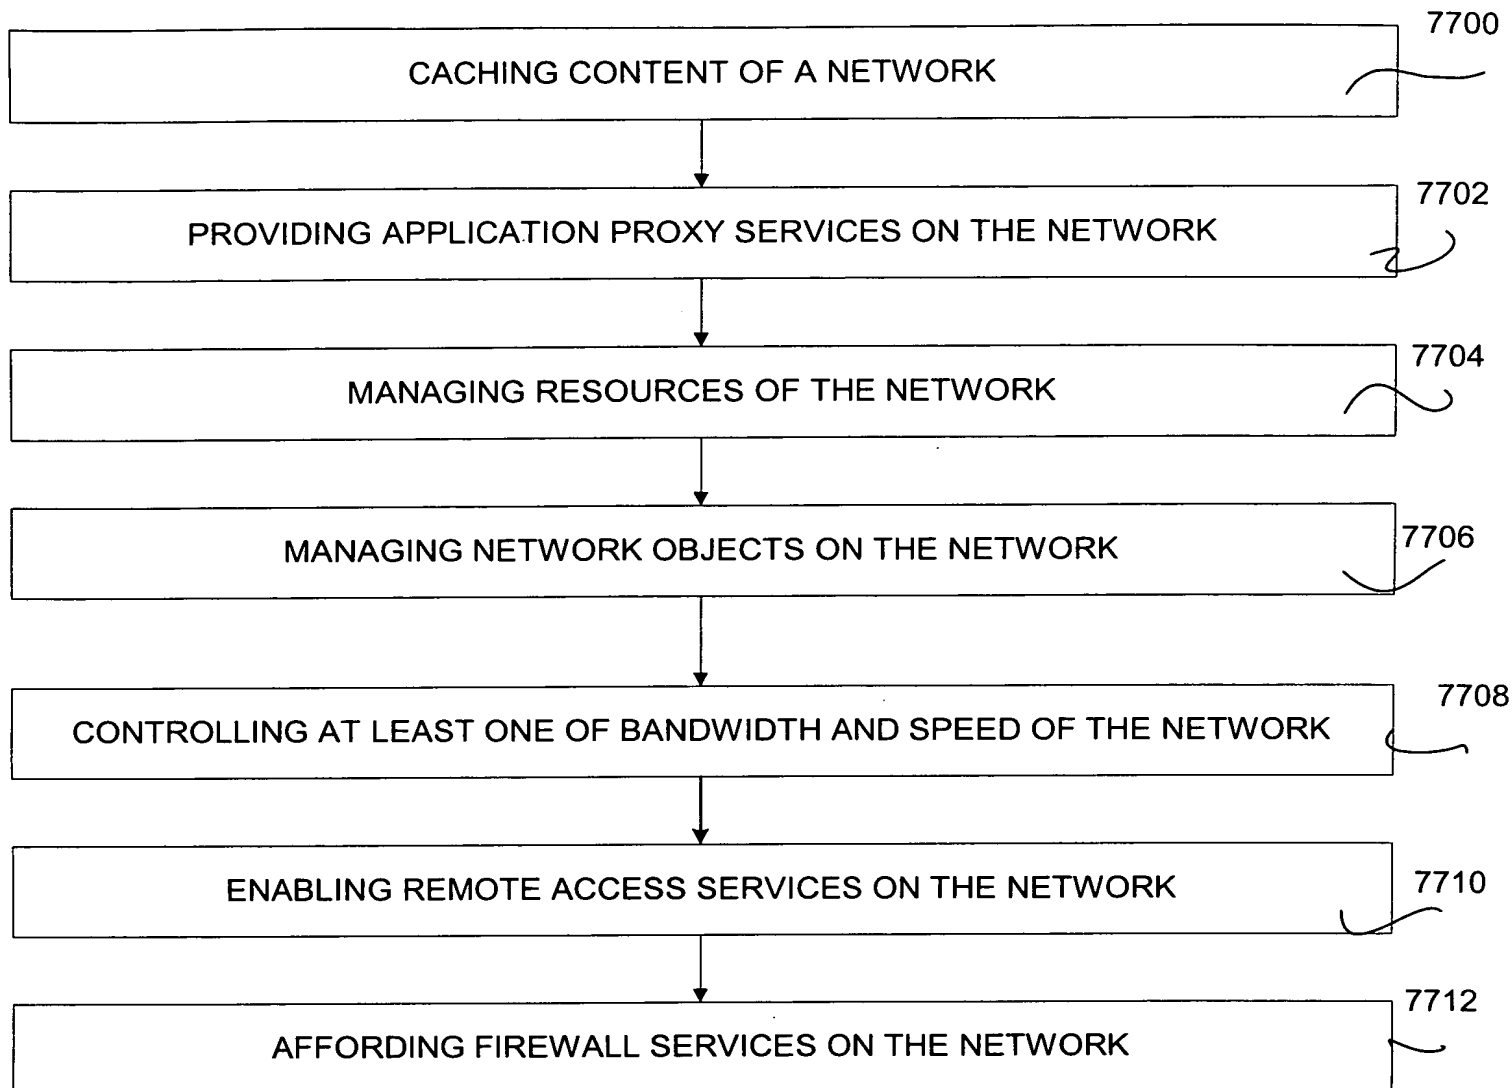 7700
CACHING CONTENT OF A NETWORK
7702
PROVIDING APPLICATION PROXY SERVICES ON THE NETWORK
7704
MANAGING RESOURCES OF THE NETWORK
7706
MANAGING NETWORK OBJECTS ON THE NETWORK
7708
CONTROLLING AT LEAST ONE OF BANDWIDTH AND SPEED OF THE NETWORK
7710
ENABLING REMOTE ACCESS SERVICES ON THE NETWORK
7712
AFFORDING FIREWALL SERVICES ON THE NETWORK